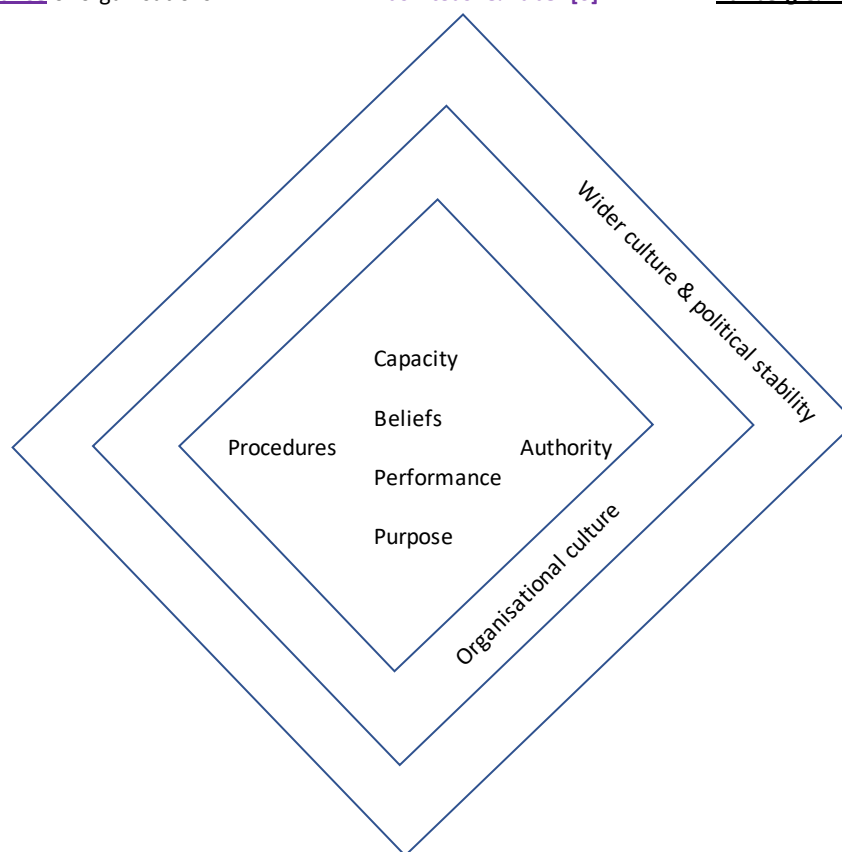 Wider culture & political stability
Capacity
Beliefs
Procedures
Authority
Performance
Purpose
Organisational culture